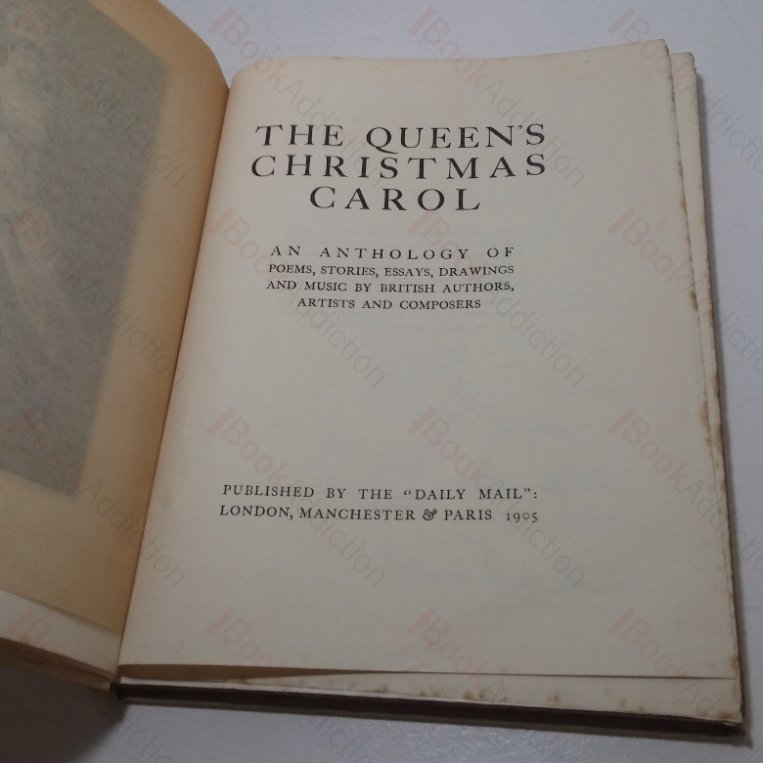 THE QUEEN'S
CHRISTMAS
CAROL
AN ANTHOLOGY OF
POEMS, STORIES, ESSAYS, DRAWINGS
AND MUSIC BY BRITISH AUTHORS,
ARTISTS AND COMPOSERS
PUBLISHED BY THE "DAILY MAIL":
LONDON, MANCHESTER & PARIS 1905
BookAddiction